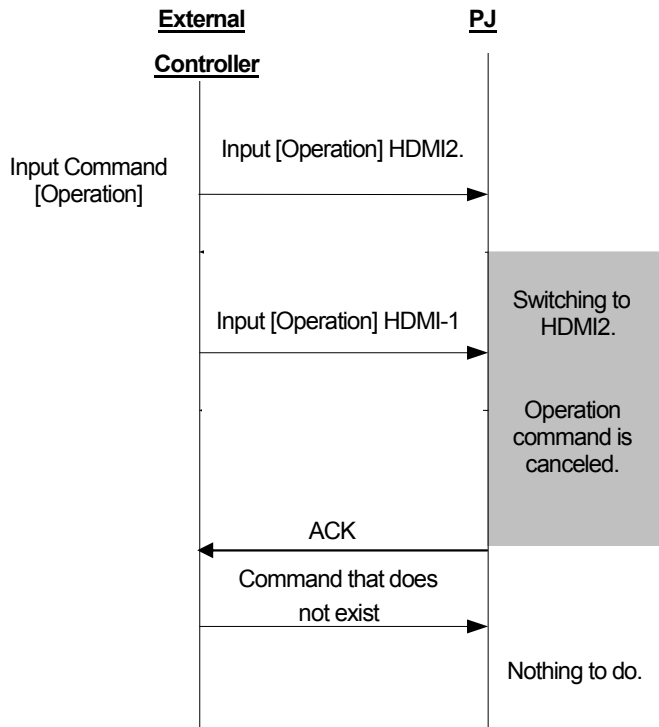 External
Controller
PJ
Input Command
[Operation]
Input [Operation] HDMI2.
Input [Operation] HDMI-1
Switching to
HDMI2.
Operation
command is
canceled.
ACK
Command that does
not exist
Nothing to do.